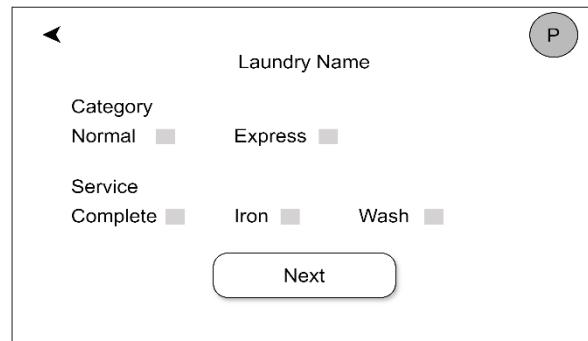 P
Laundry Name
Category
Normal Express
Service
Complete Iron Wash
Next